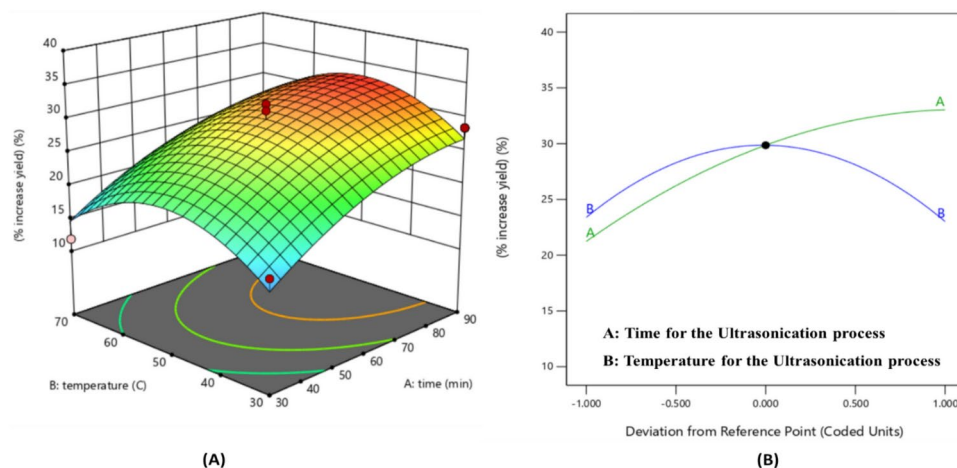 40
35
30
25
20
15
10
(% increase yield) (%)
70
60
50
40
30
B: temperature (C)
30
40
50
60
70
80
90
A: time (min)
(A)
40
35
30
25
20
15
10
(% increase yield) (%)
A
B
A
B
A: Time for the Ultrasonication process
B: Temperature for the Ultrasonication process
-1.000
-0.500
0.000
0.500
1.000
Deviation from Reference Point (Coded Units)
(B)